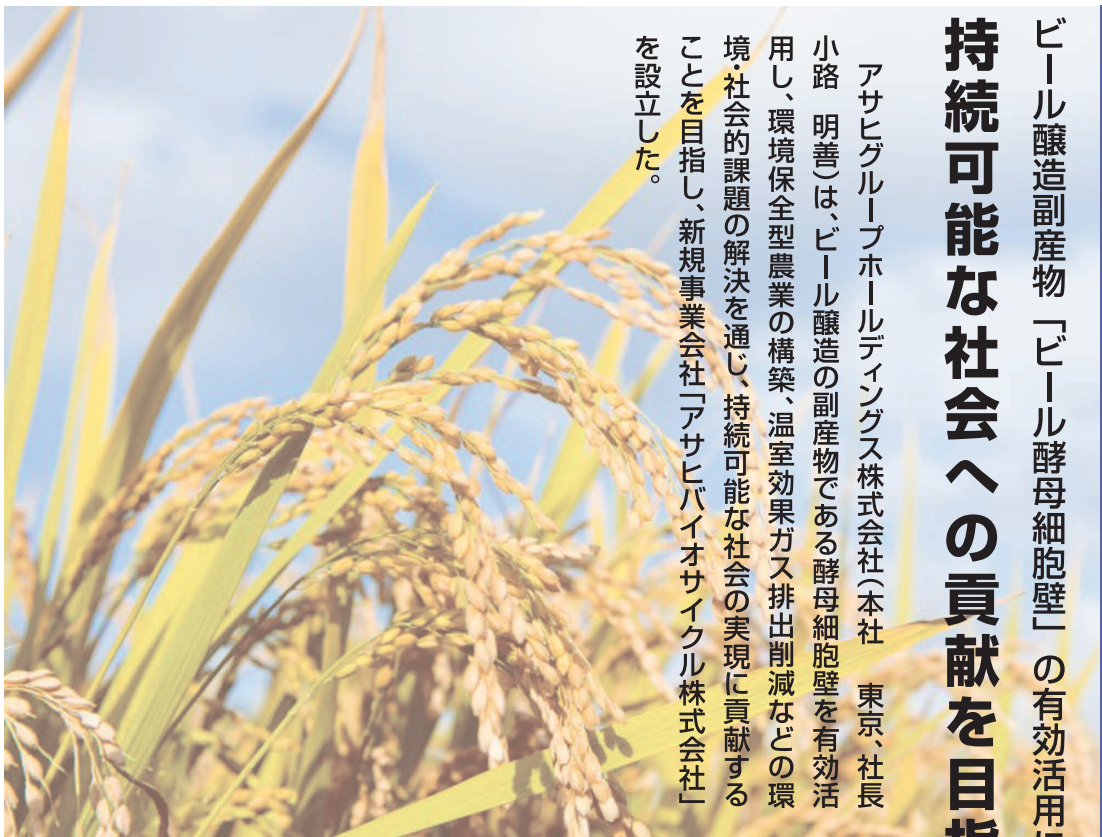 ビール醸造副産物「ビール酵母細胞壁」の有効活用
持続可能な社会への貢献を目
アサヒグループホールディングス株式会社（本社　東京、社長
小路　明善）は、ビール醸造の副産物である酵母細胞壁を有効活
用し、環境保全型農業の構築、温室効果ガス排出削減などの環
境・社会的課題の解決を通じ、持続可能な社会の実現に貢献する
ことを目指し、新規事業会社「アサヒバイオサイクル株式会社」
を設立した。